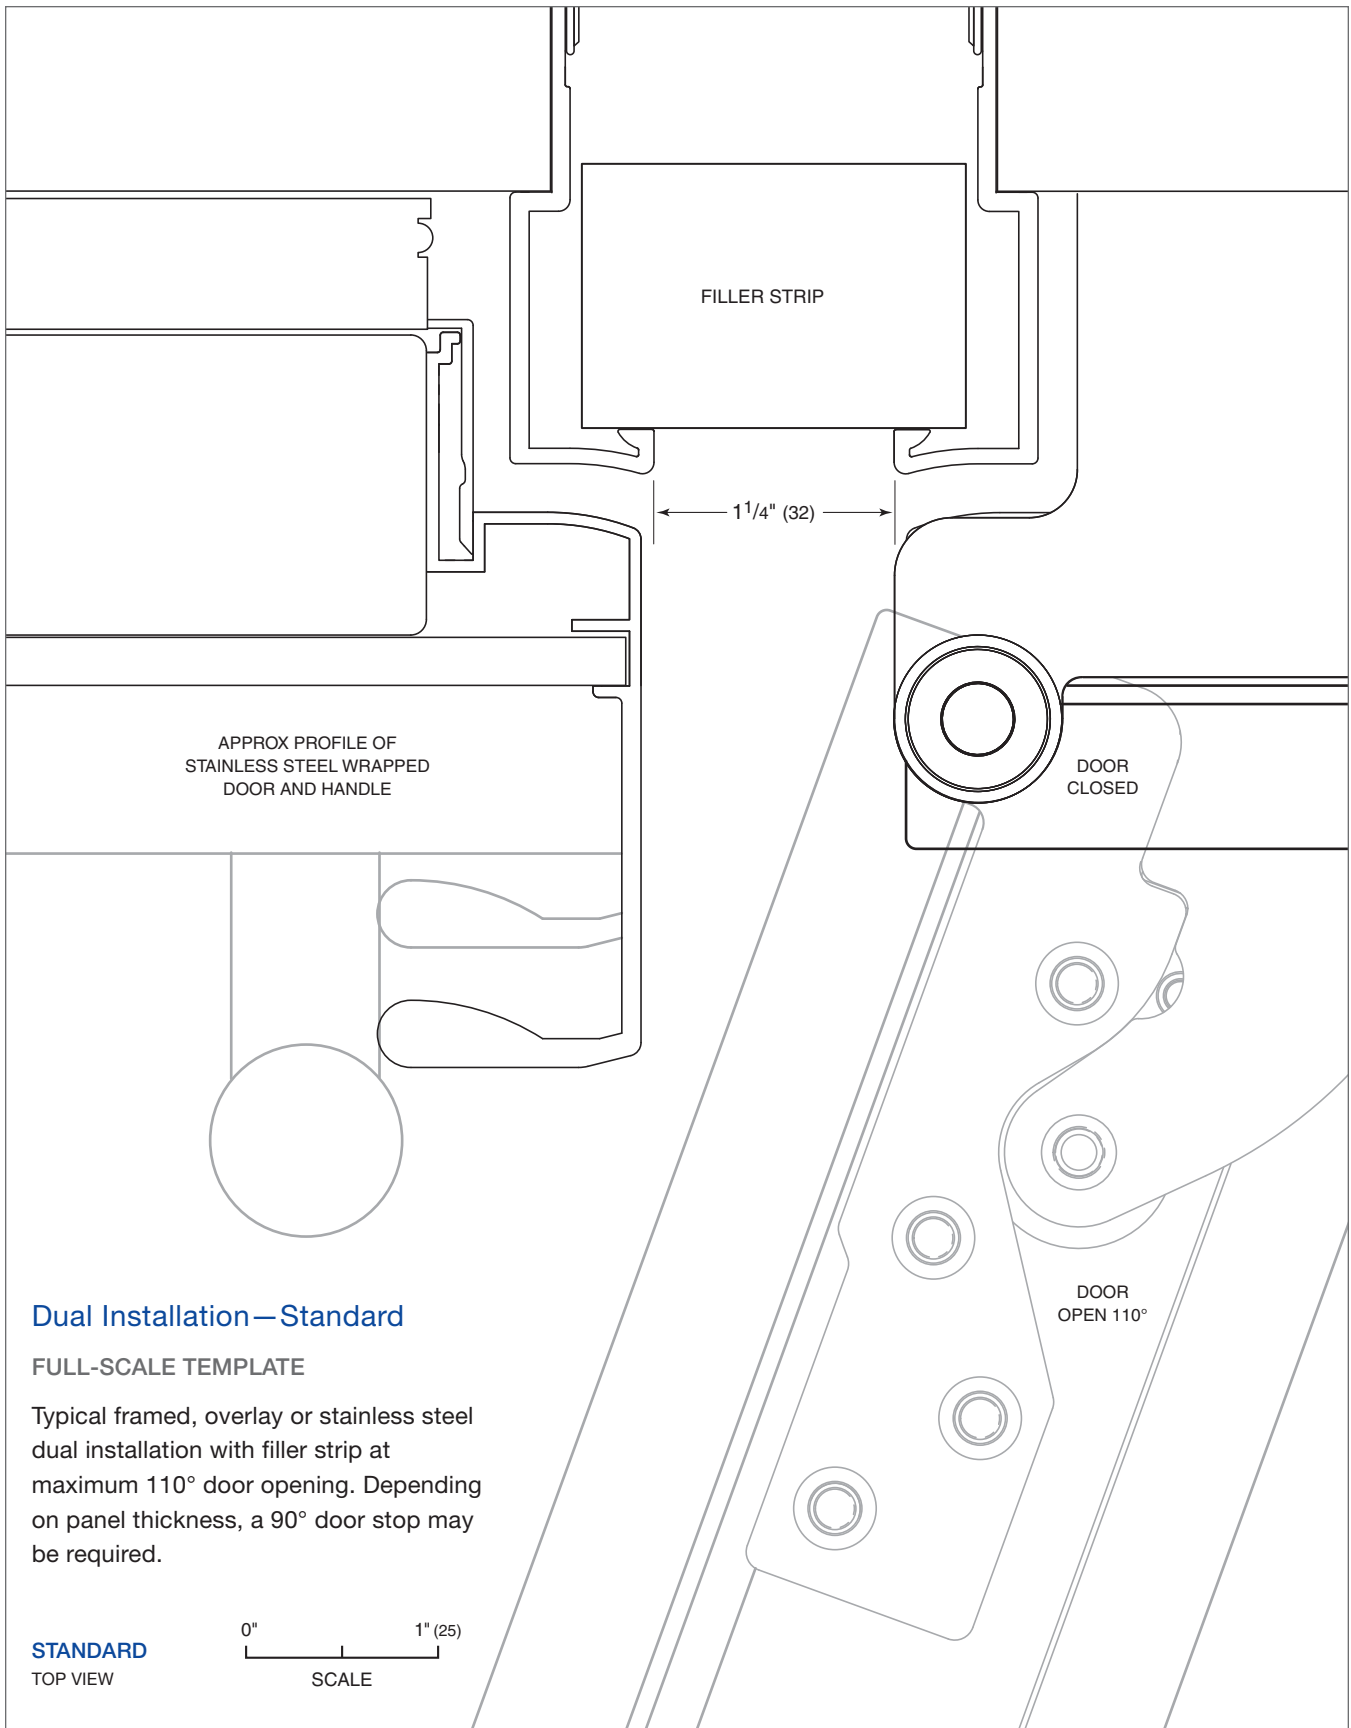 FILLER STRIP
1 1/4" (32)
APPROX PROFILE OF
STAINLESS STEEL WRAPPED
DOOR AND HANDLE
DOOR
CLOSED
DOOR
OPEN 110°
Dual Installation—Standard
FULL-SCALE TEMPLATE
Typical framed, overlay or stainless steel
dual installation with filler strip at
maximum 110° door opening. Depending
on panel thickness, a 90° door stop may
be required.
0" 1" (25)
STANDARD
TOP VIEW
SCALE